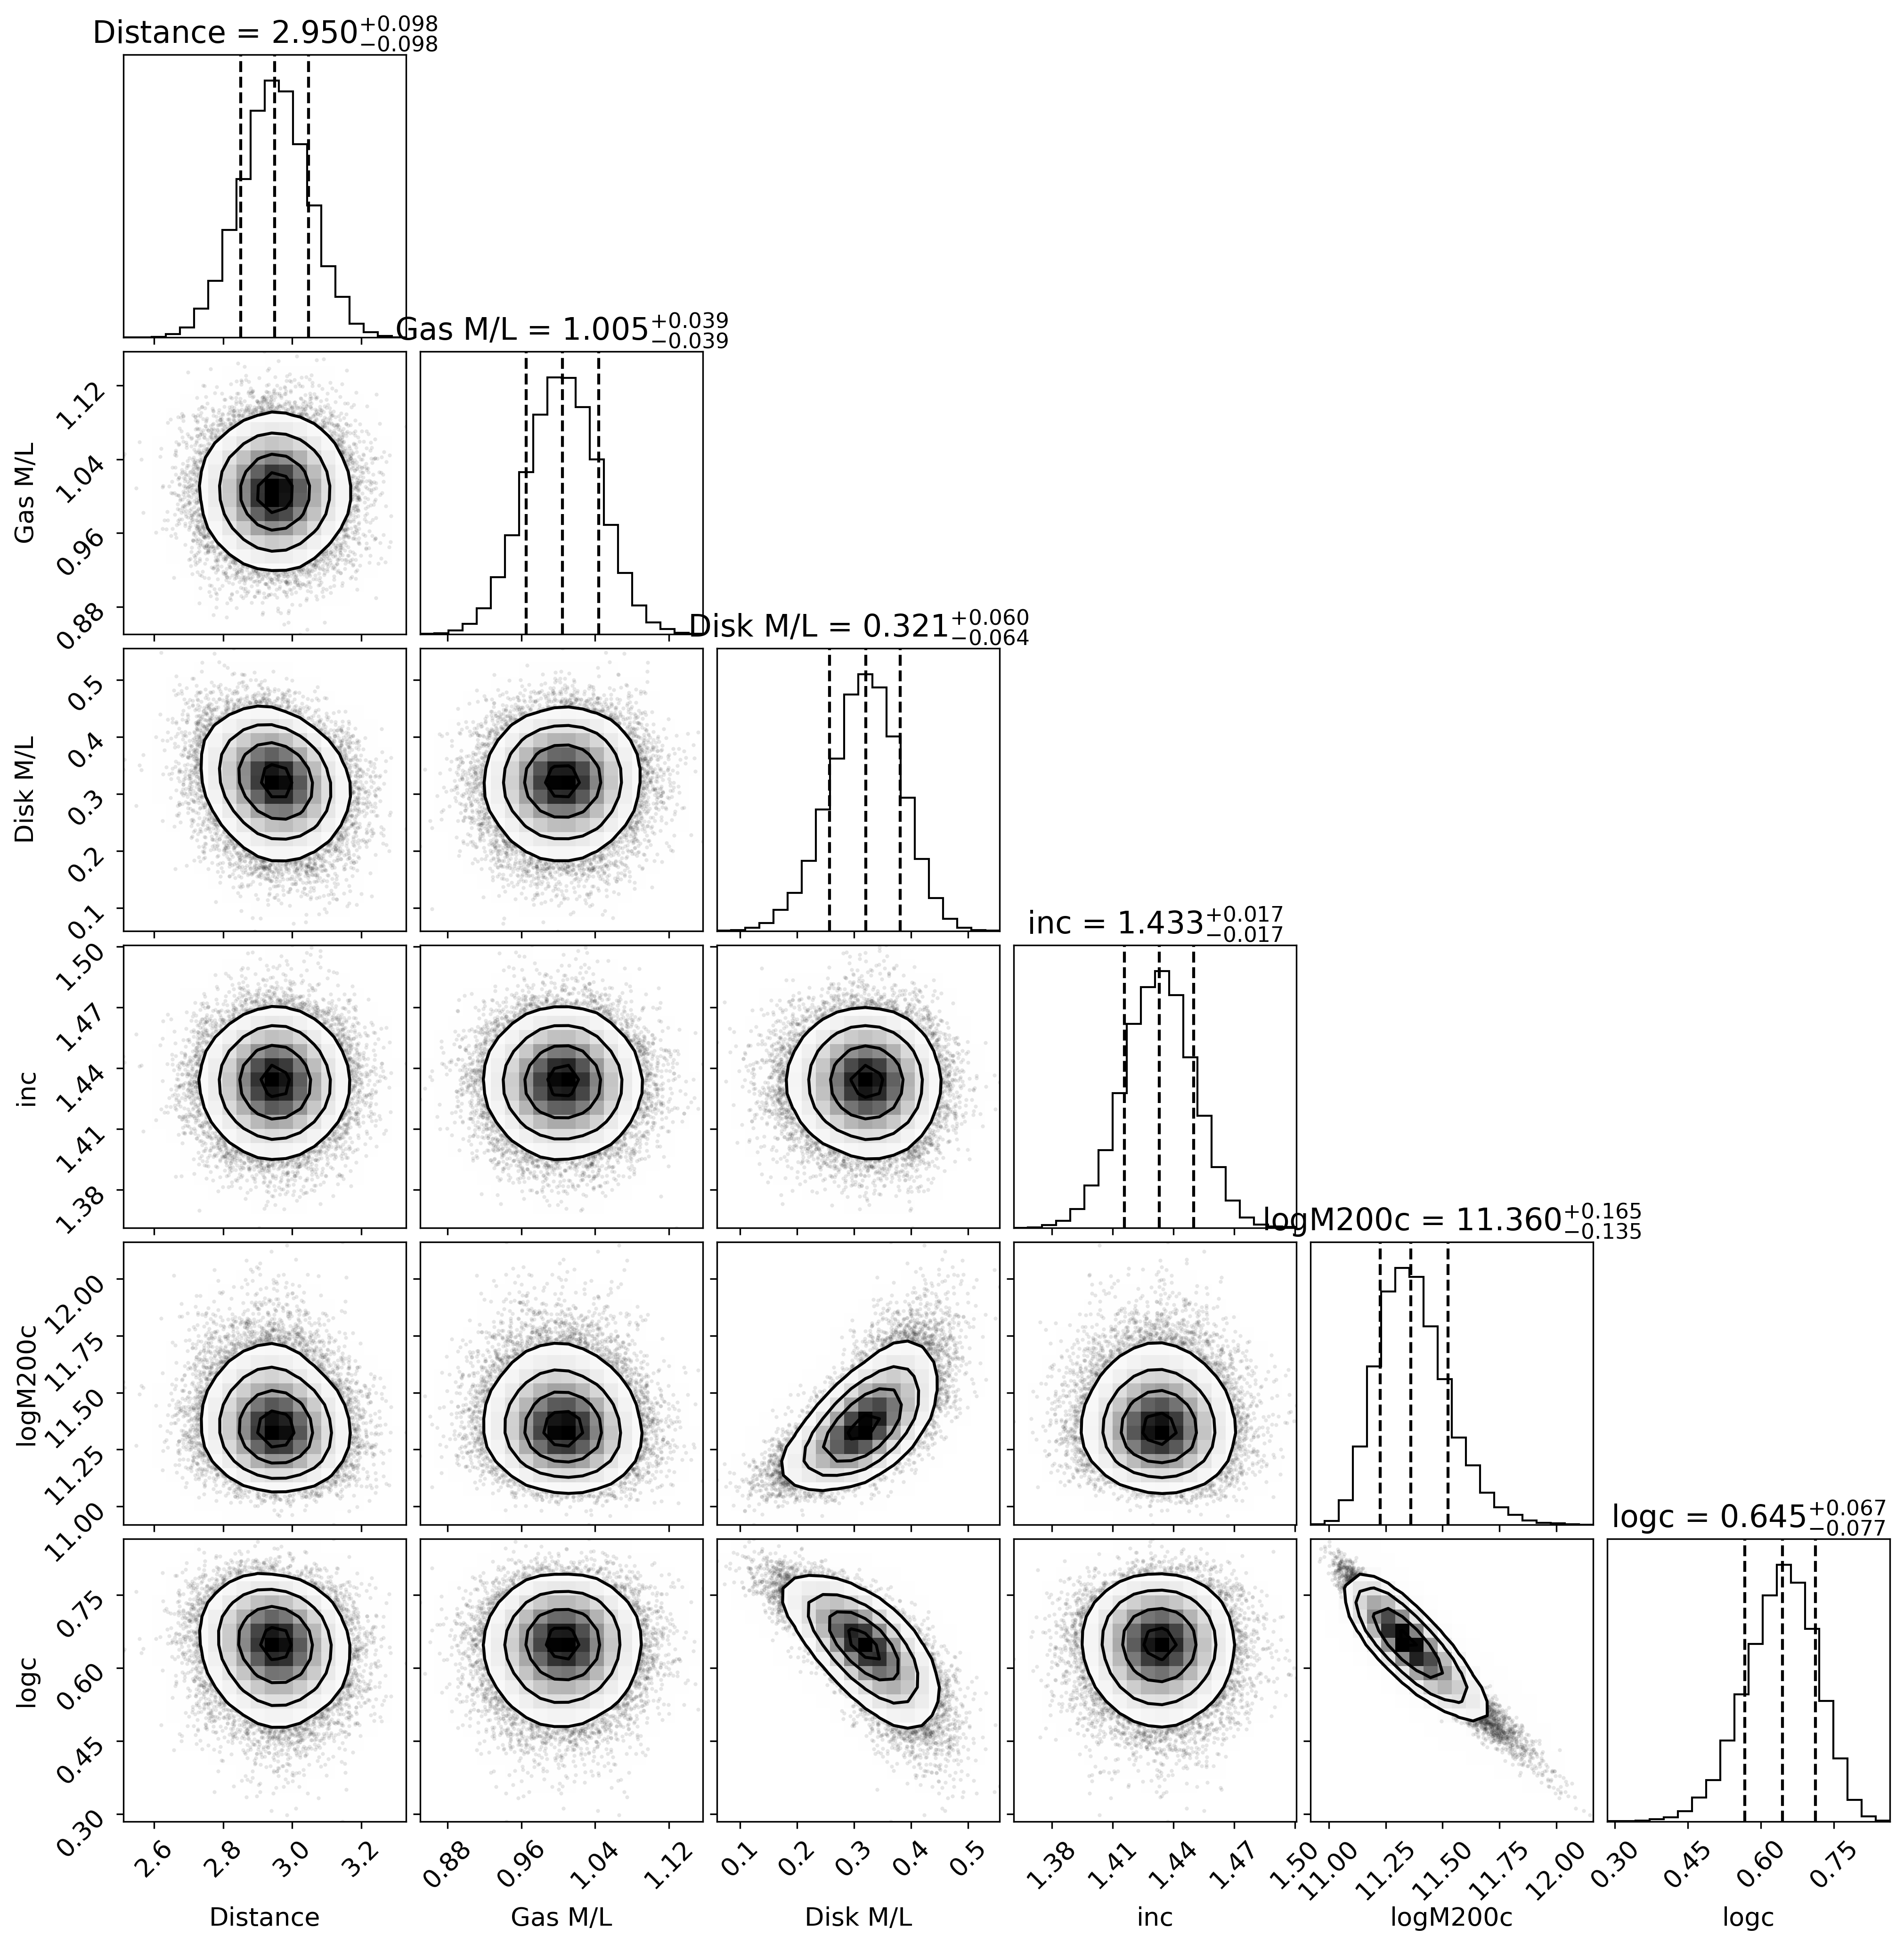 Distance = 2.950+0.098−0.098
Gas M/L = 1.005+0.039−0.039
1.12
1.04
0.96
0.88
Gas M/L
Disk M/L = 0.321+0.060−0.064
0.5
0.4
0.3
0.2
0.1
Disk M/L
inc = 1.433+0.017−0.017
1.50
1.47
1.44
1.41
1.38
inc
logM200c = 11.360+0.165−0.135
12.00
11.75
11.50
11.25
11.00
logM200c
logc = 0.645+0.067−0.077
0.75
0.60
0.45
0.30
logc
2.6 2.8 3.0 3.2 0.88 0.96 1.04 1.12 0.1 0.2 0.3 0.4 0.5 1.38 1.41 1.44 1.47 1.50 11.00 11.25 11.50 11.75 12.00 0.30 0.45 0.60 0.75
Distance Gas M/L Disk M/L inc logM200c logc